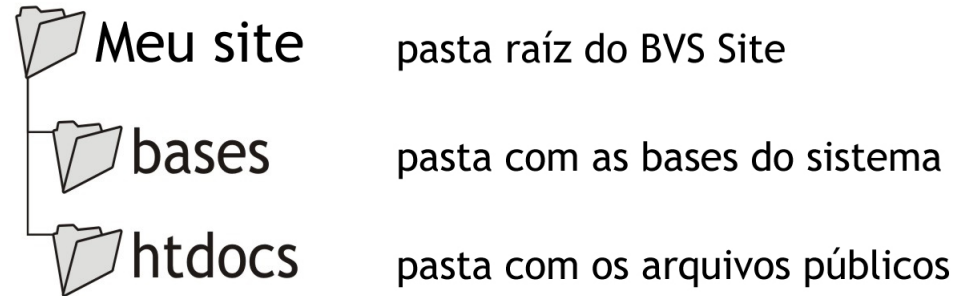 Meu site pasta raíz do BVS Site
bases pasta com as bases do sistema
htdocs pasta com os arquivos públicos